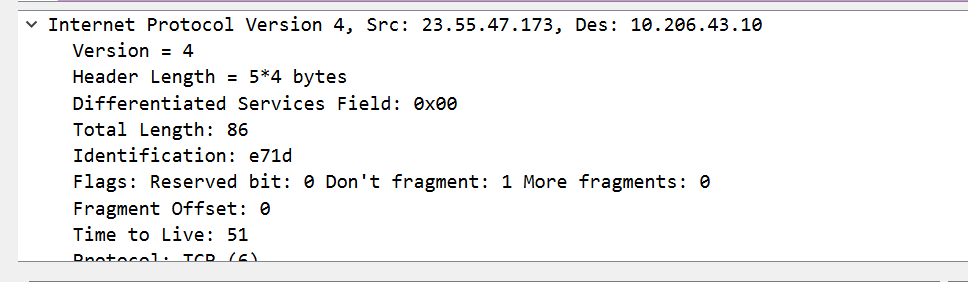 Internet Protocol Version 4, Src: 23.55.47.173, Des: 10.206.43.10
Version = 4
Header Length = 5*4 bytes
Differentiated Services Field: 0x00
Total Length: 86
Identification: e71d
Flags: Reserved bit: 0 Don't fragment: 1 More fragments: 0
Fragment Offset: 0
Time to Live: 51
Protocol: TCP (6)